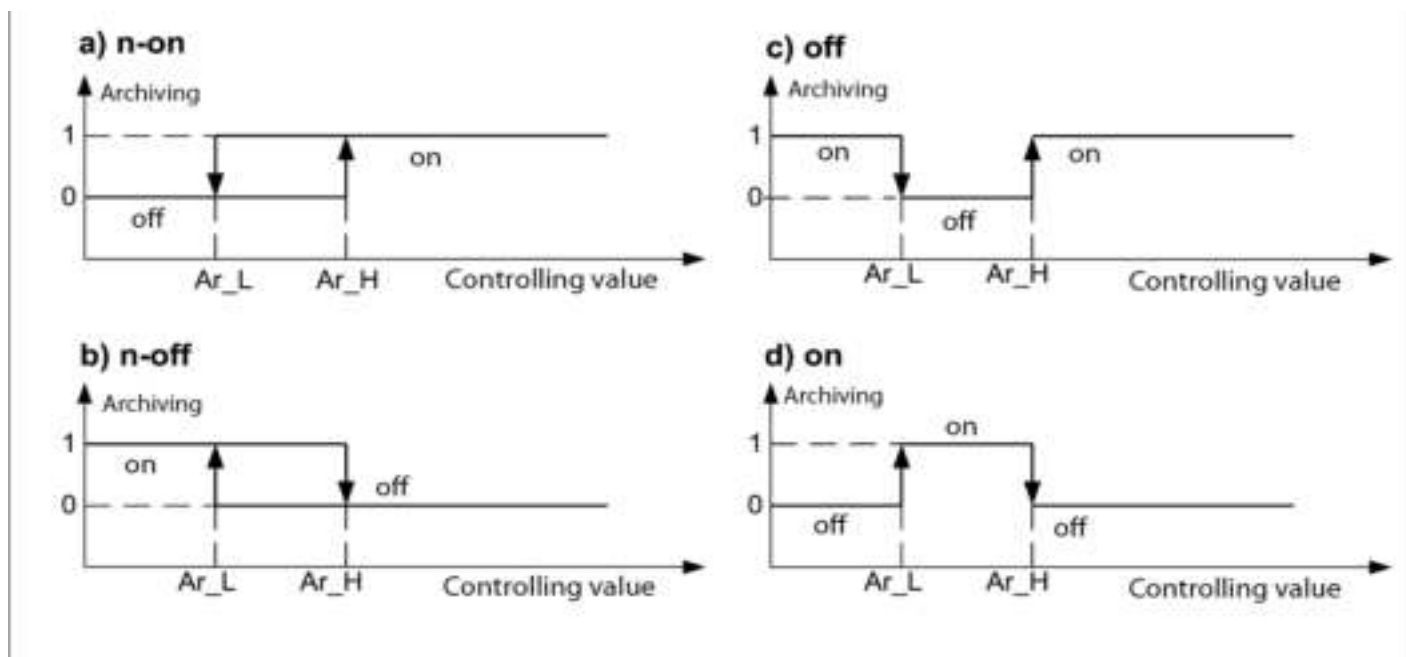 a) n-on
Archiving
1
on
0
off
Ar_L
Ar_H
Controlling value
c) off
Archiving
1
on
on
0
off
Ar_L
Ar_H
Controlling value
b) n-off
Archiving
1
on
off
0
Ar_L
Ar_H
Controlling value
d) on
Archiving
on
1
0
off
off
Ar_L
Ar_H
Controlling value